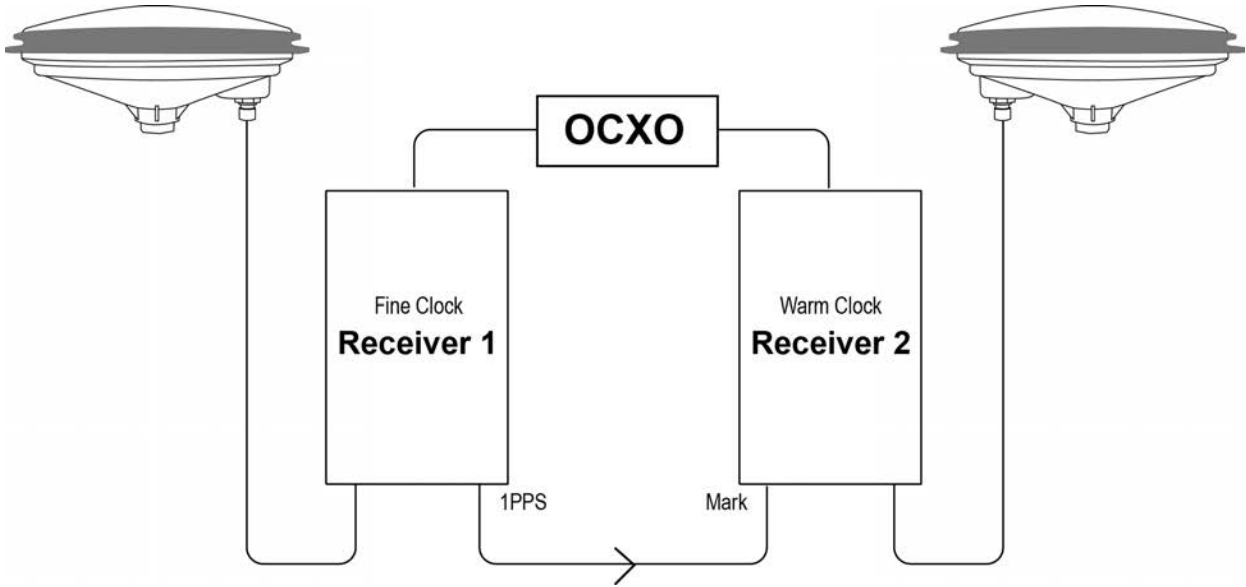 OCXO
Fine Clock
Receiver 1
Warm Clock
Receiver 2
1PPS
Mark